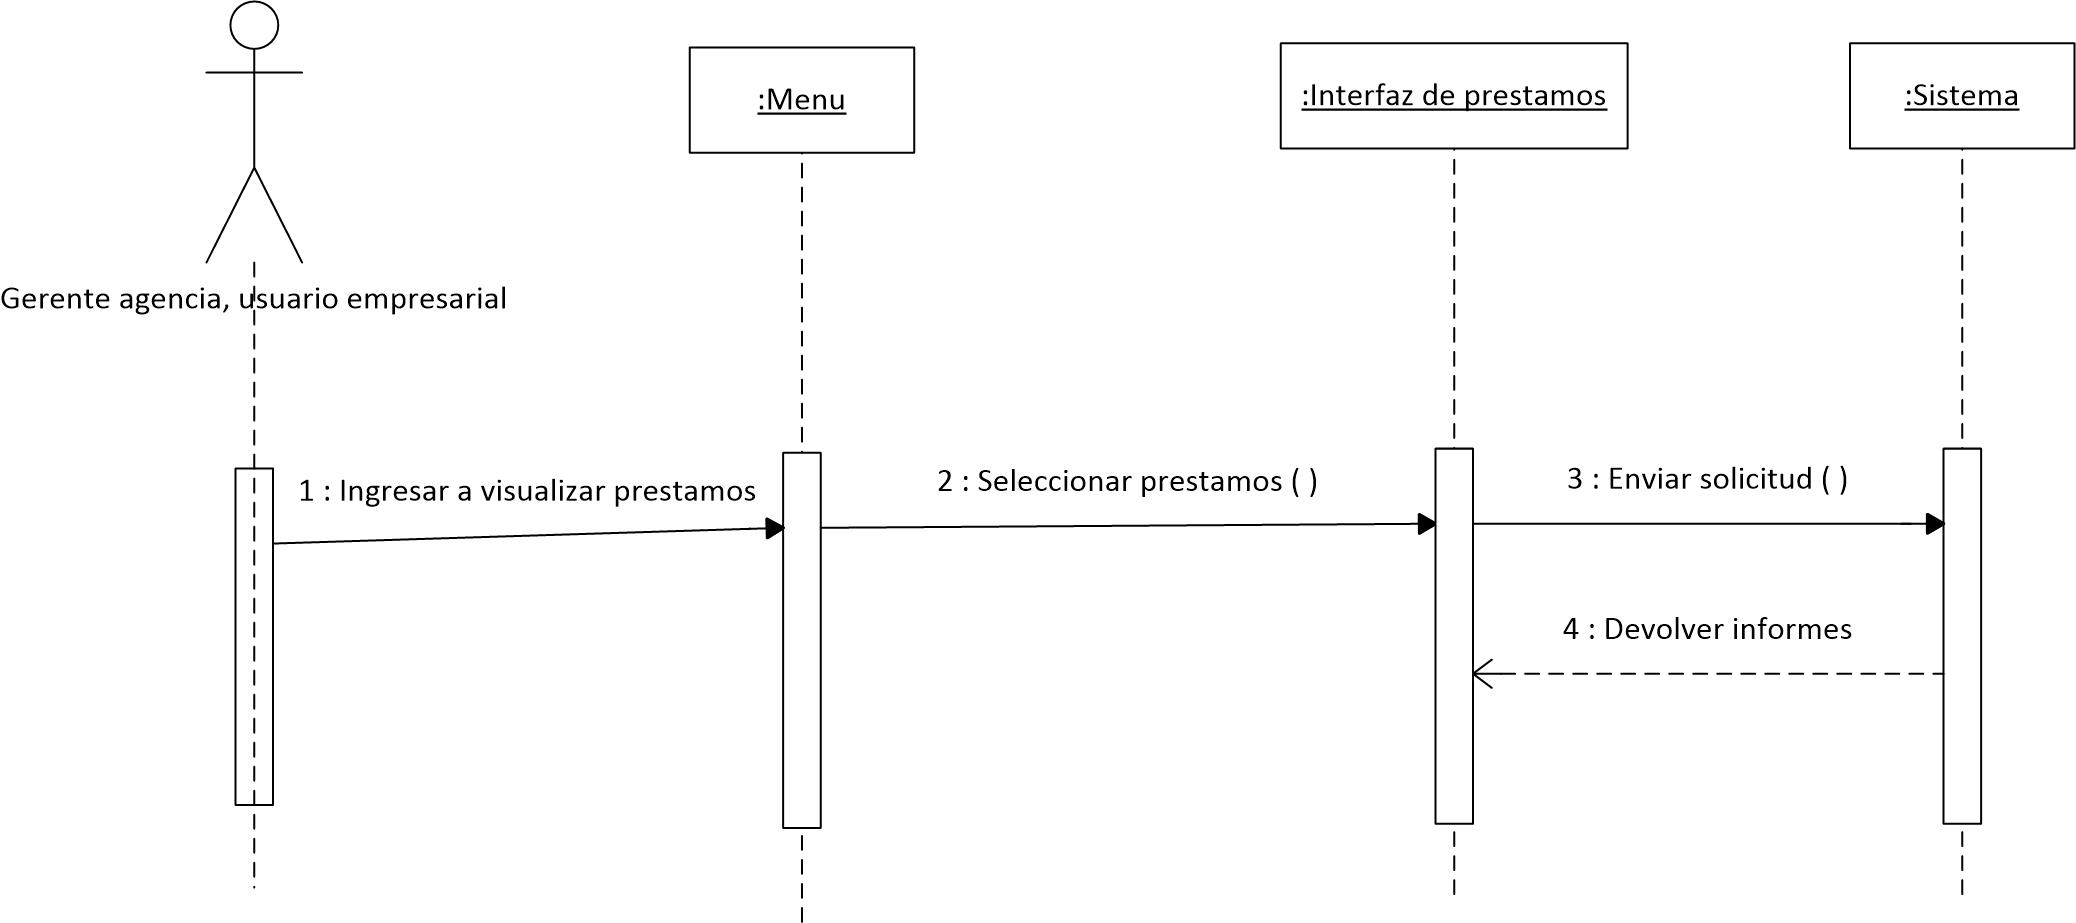 :Menu
:Interfaz de prestamos
:Sistema
Gerente agencia, usuario empresarial
1 : Ingresar a visualizar prestamos
2 : Seleccionar prestamos ( )
3 : Enviar solicitud ( )
4 : Devolver informes